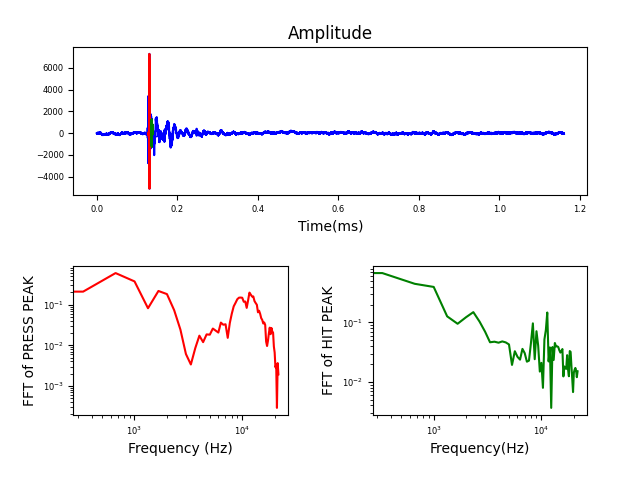 Amplitude
6000
4000
2000
0
−2000
−4000
0.0 0.2 0.4 0.6 0.8 1.0 1.2
Time(ms)
FFT of PRESS PEAK
10⁻¹
10⁻²
10⁻³
10³ 10⁴
Frequency (Hz)
FFT of HIT PEAK
10⁻¹
10⁻²
10³ 10⁴
Frequency(Hz)